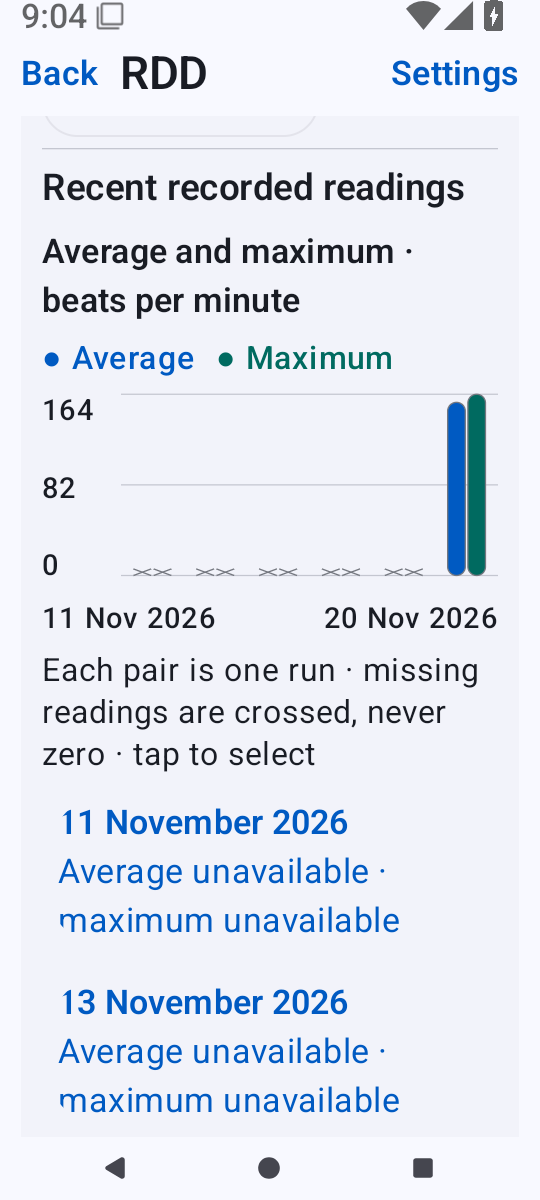 9:04
Back RDD Settings
Recent recorded readings
Average and maximum ·
beats per minute
Average Maximum
164
82
0
11 Nov 2026 20 Nov 2026
Each pair is one run · missing
readings are crossed, never
zero · tap to select
11 November 2026
Average unavailable ·
maximum unavailable
13 November 2026
Average unavailable ·
maximum unavailable